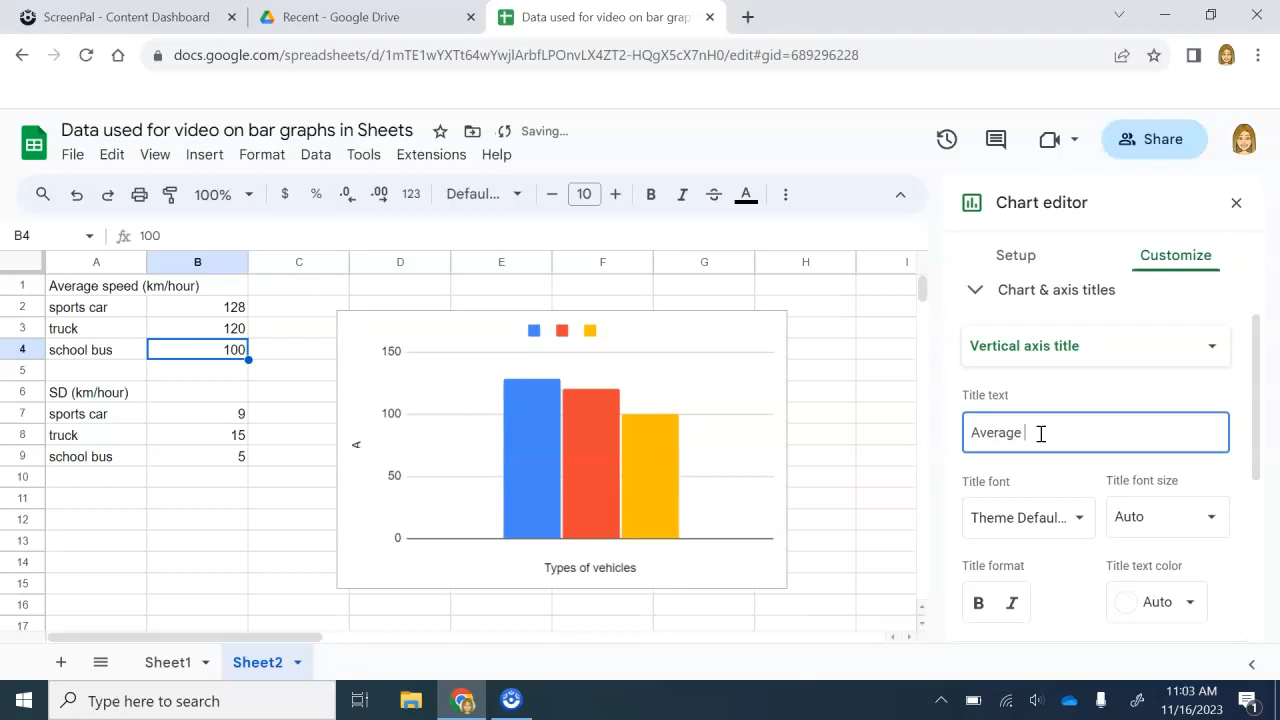 ScreenPal - Content Dashboard
Recent - Google Drive
Data used for video on bar grap
docs.google.com/spreadsheets/d/1mTE1wYXTt64wYwjlArbfLPOnvLX4ZT2-HQgX5cX7nH0/edit#gid=689296228
Data used for video on bar graphs in Sheets
Saving...
File Edit View Insert Format Data Tools Extensions Help
Share
100% $ % .0 .00 123 Defaul... 10 B I S A
B4 fx 100
A B C D E F G H I
1 Average speed (km/hour)
2 sports car 128
3 truck 120
4 school bus 100
5
6 SD (km/hour)
7 sports car 9
8 truck 15
9 school bus 5
10
11
12
13
14
15
16
17
150
100
50
0
A
Types of vehicles
Chart editor
Setup Customize
Chart & axis titles
Vertical axis title
Title text
Average
Title font Title font size
Theme Defaul... Auto
Title format Title text color
B I Auto
Sheet1 Sheet2
Type here to search
11:03 AM
11/16/2023
1